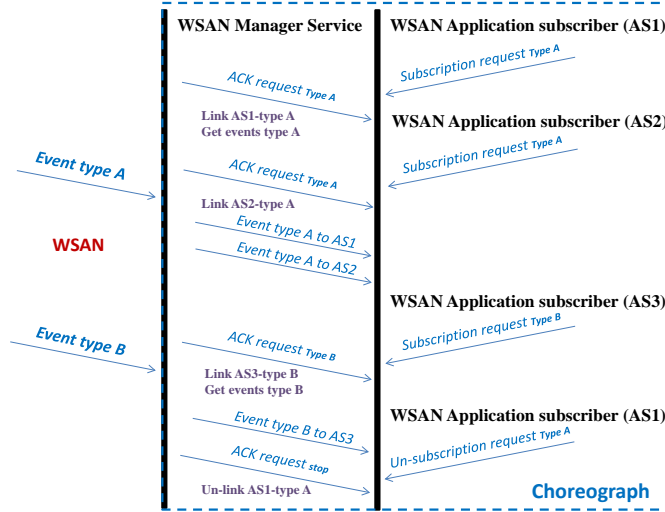 WSAN Manager Service
WSAN Application subscriber (AS1)
ACK request Type A
Subscription request Type A
Link AS1-type A
Get events type A
WSAN Application subscriber (AS2)
Event type A
ACK request Type A
Subscription request Type A
Link AS2-type A
Event type A to AS1
WSAN
Event type A to AS2
WSAN Application subscriber (AS3)
Event type B
ACK request Type B
Subscription request Type B
Link AS3-type B
Get events type B
Event type B to AS3
WSAN Application subscriber (AS1)
ACK request stop
Un-subscription request Type A
Un-link AS1-type A
Choreograph